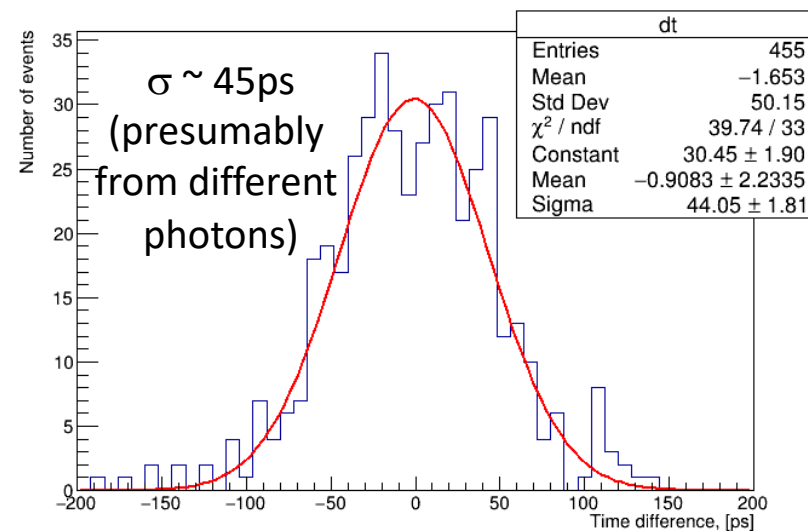 dt
Entries 455
Mean −1.653
Std Dev 50.15
χ² / ndf 39.74 / 33
Constant 30.45 ± 1.90
Mean −0.9083 ± 2.2335
Sigma 44.05 ± 1.81
σ ~ 45ps
(presumably
from different
photons)
Number of events
35
30
25
20
15
10
5
0
−200 −150 −100 −50 0 50 100 150 200
Time difference, [ps]